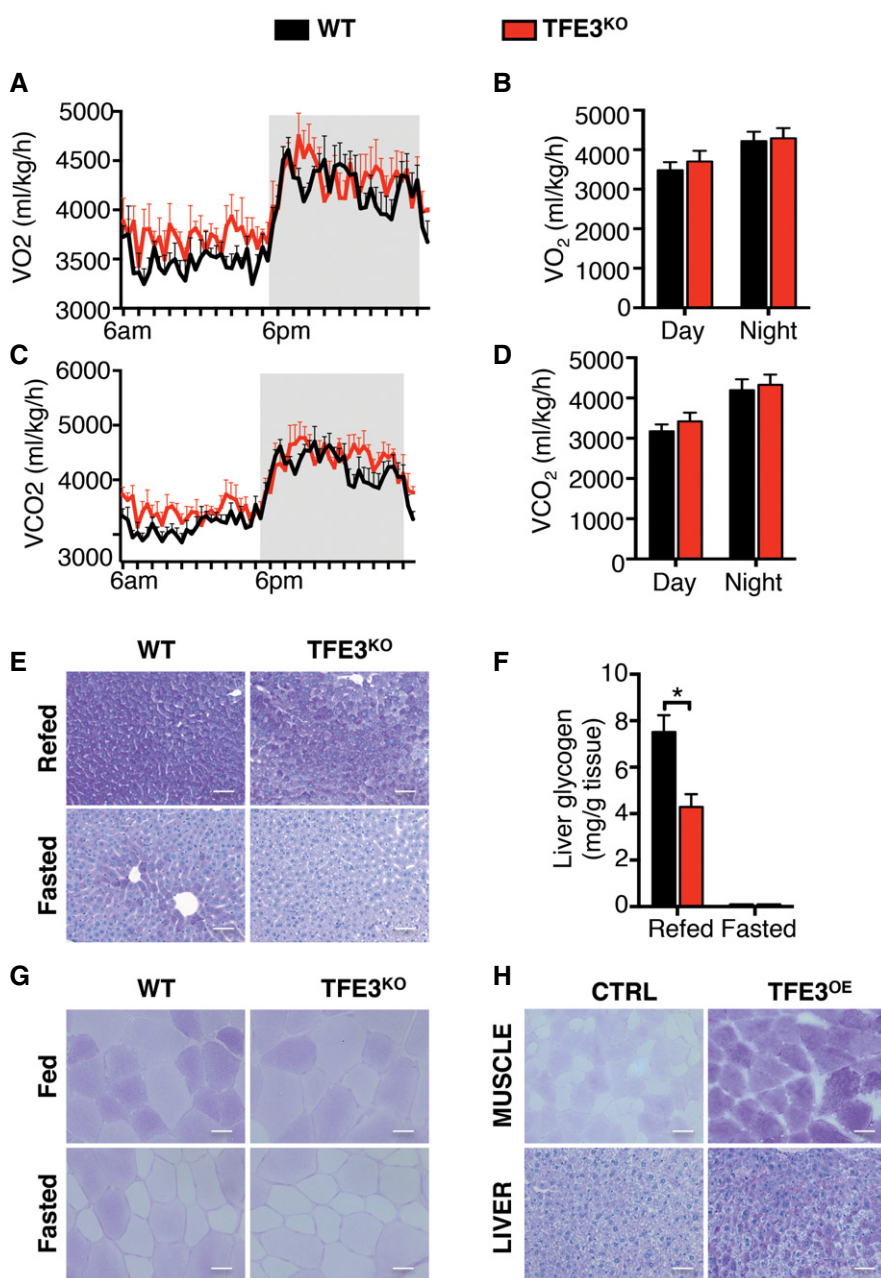 WT TFE3KO
A
VO2 (ml/kg/h)
5000
4500
4000
3500
3000
6am 6pm
B
VO2 (ml/kg/h)
5000
4000
3000
2000
1000
0
Day Night
C
VCO2 (ml/kg/h)
6000
5000
4000
3000
6am 6pm
D
VCO2 (ml/kg/h)
5000
4000
3000
2000
1000
0
Day Night
E
WT TFE3KO
Refed
Fasted
F
Liver glycogen
(mg/g tissue)
10
8
6
4
2
0
*
Refed Fasted
G
WT TFE3KO
Fed
Fasted
H
CTRL TFE3OE
MUSCLE
LIVER